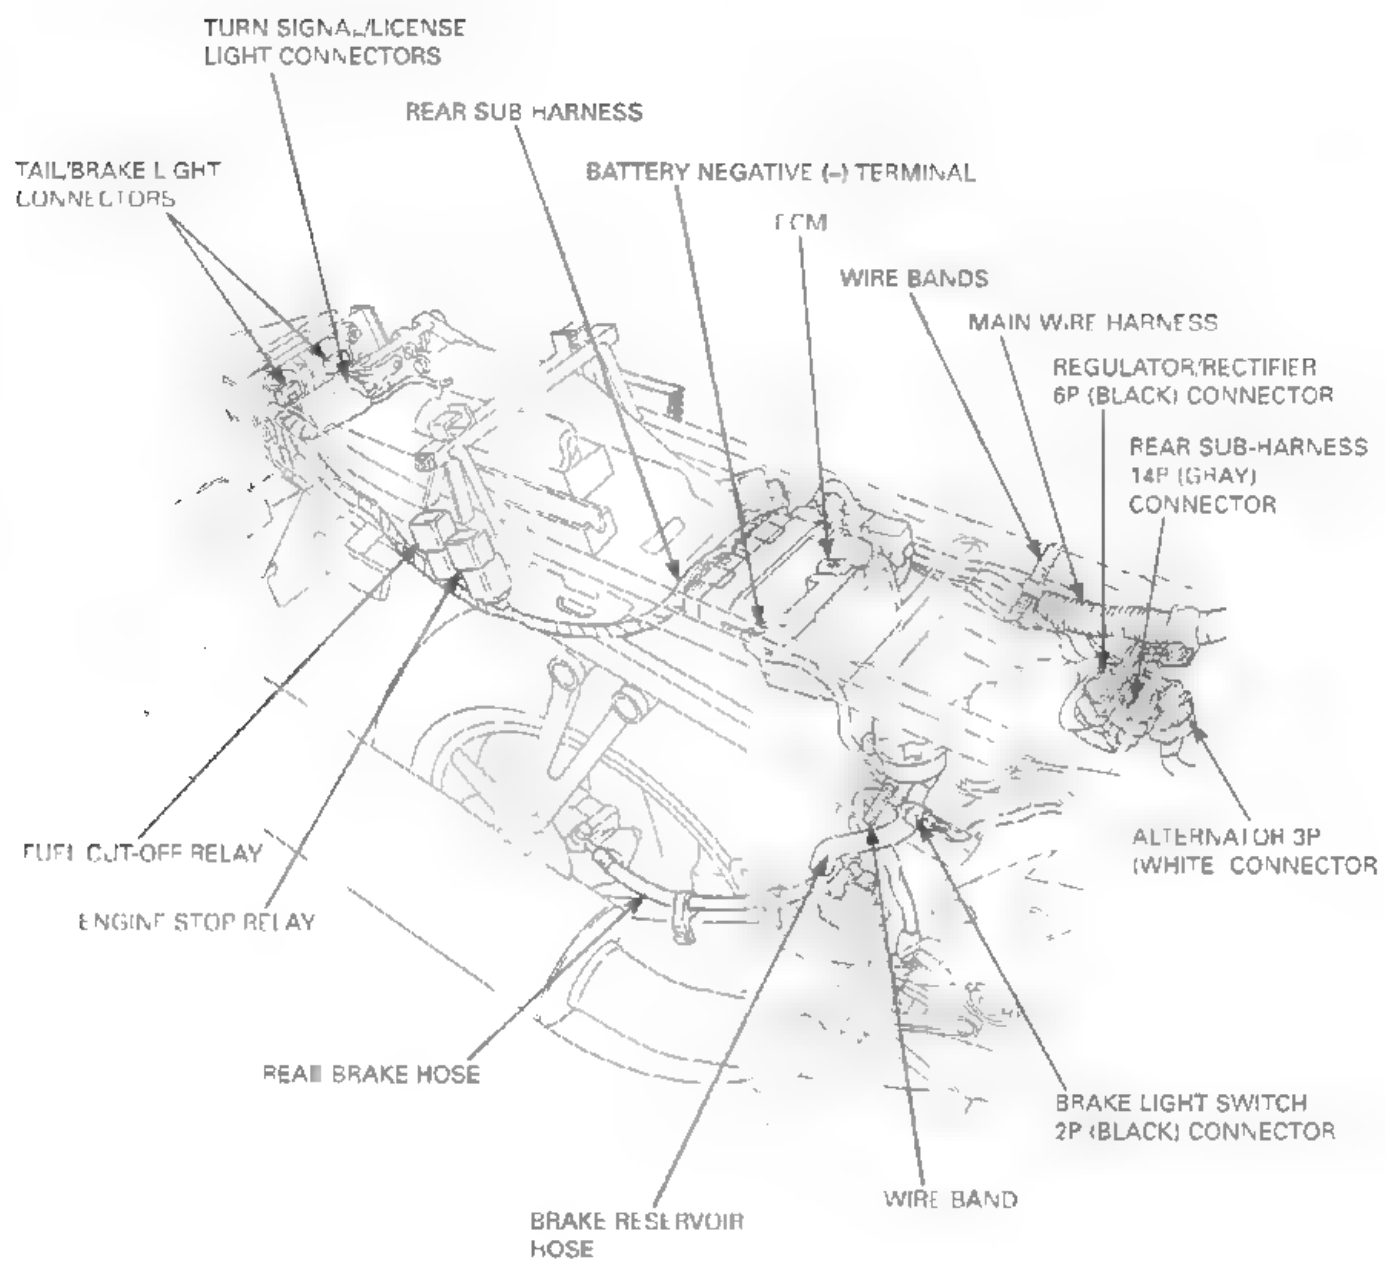 TURN SIGNAL/LICENSE
LIGHT CONNECTORS
REAR SUB HARNESS
TAIL/BRAKE LIGHT
CONNECTORS
BATTERY NEGATIVE (–) TERMINAL
ECM
WIRE BANDS
MAIN WIRE HARNESS
REGULATOR/RECTIFIER
6P (BLACK) CONNECTOR
REAR SUB-HARNESS
14P (GRAY)
CONNECTOR
ALTERNATOR 3P
(WHITE CONNECTOR
FUEL CUT-OFF RELAY
ENGINE STOP RELAY
REAR BRAKE HOSE
BRAKE LIGHT SWITCH
2P (BLACK) CONNECTOR
WIRE BAND
BRAKE RESERVOIR
HOSE